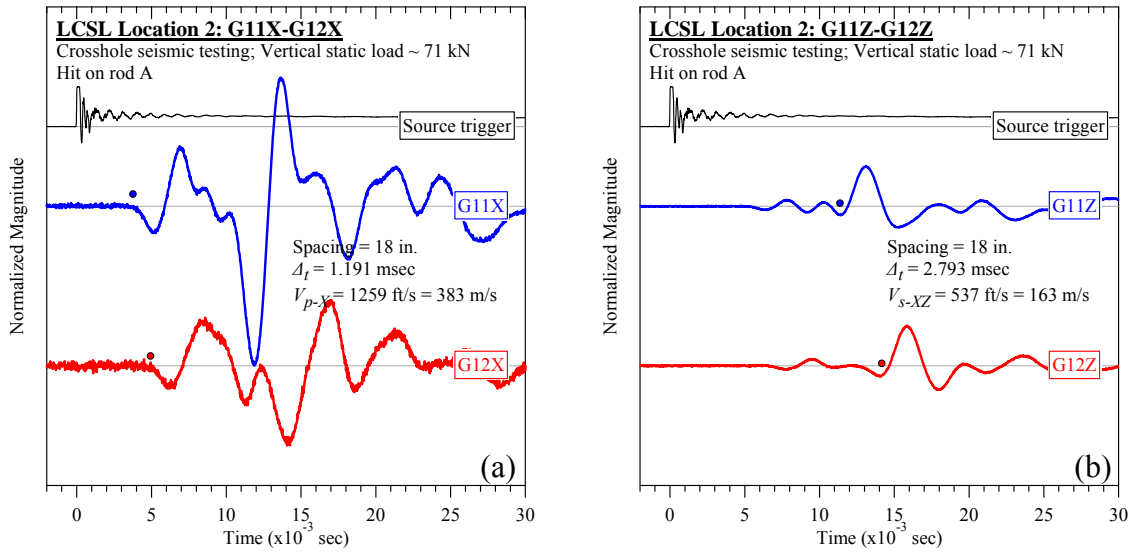 LCSL Location 2: G11X-G12X
Crosshole seismic testing; Vertical static load ~ 71 kN
Hit on rod A
Source trigger
G11X
Spacing = 18 in.
Δt = 1.191 msec
Vp-X = 1259 ft/s = 383 m/s
G12X
(a)
Normalized Magnitude
0 5 10 15 20 25 30
Time (x10-3 sec)
LCSL Location 2: G11Z-G12Z
Crosshole seismic testing; Vertical static load ~ 71 kN
Hit on rod A
Source trigger
G11Z
Spacing = 18 in.
Δt = 2.793 msec
Vs-XZ = 537 ft/s = 163 m/s
G12Z
(b)
Normalized Magnitude
0 5 10 15 20 25 30
Time (x10-3 sec)